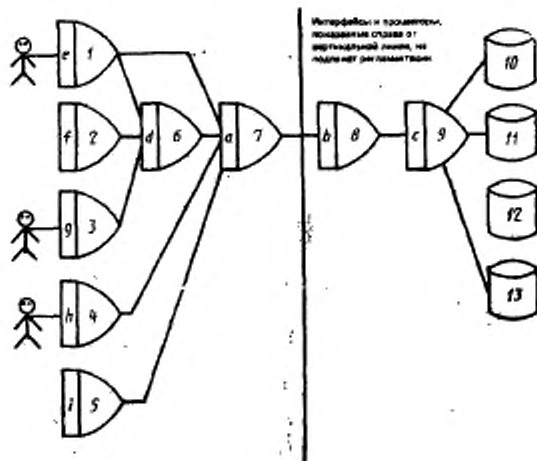 Интерфейсы и процессоры,
показанные справа от
вертикальной линии, не
подлежат регламентации
e 1
f 2
d 6
a 7
b 8
c 9
g 3
h 4
i 5
10
11
12
13